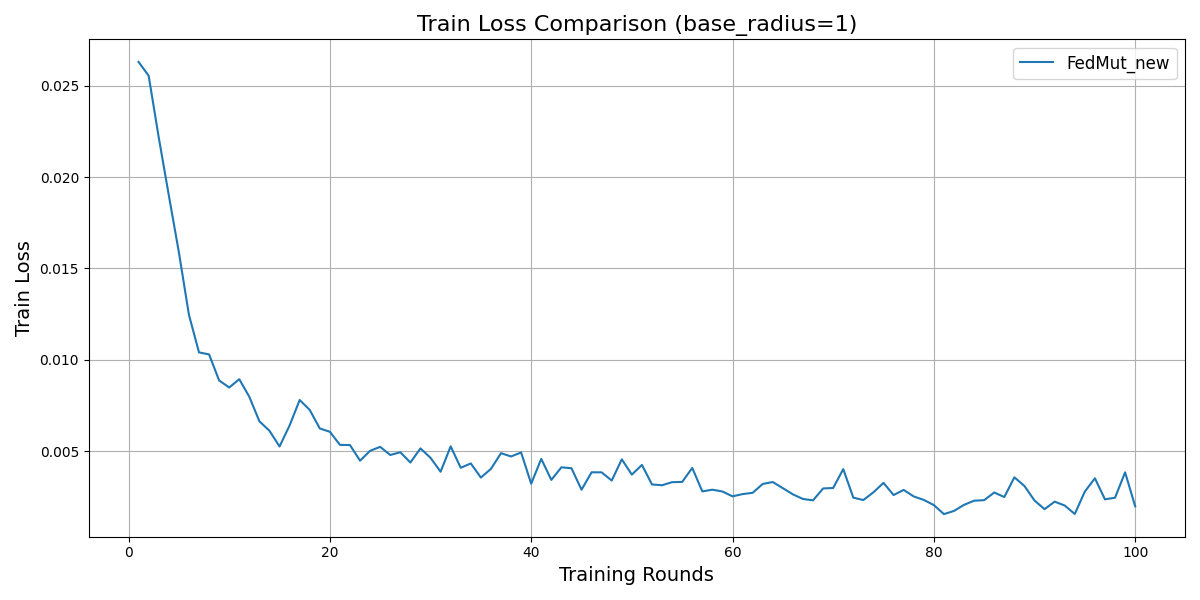 Train Loss Comparison (base_radius=1)
FedMut_new
Train Loss
0.025
0.020
0.015
0.010
0.005
0 20 40 60 80 100
Training Rounds